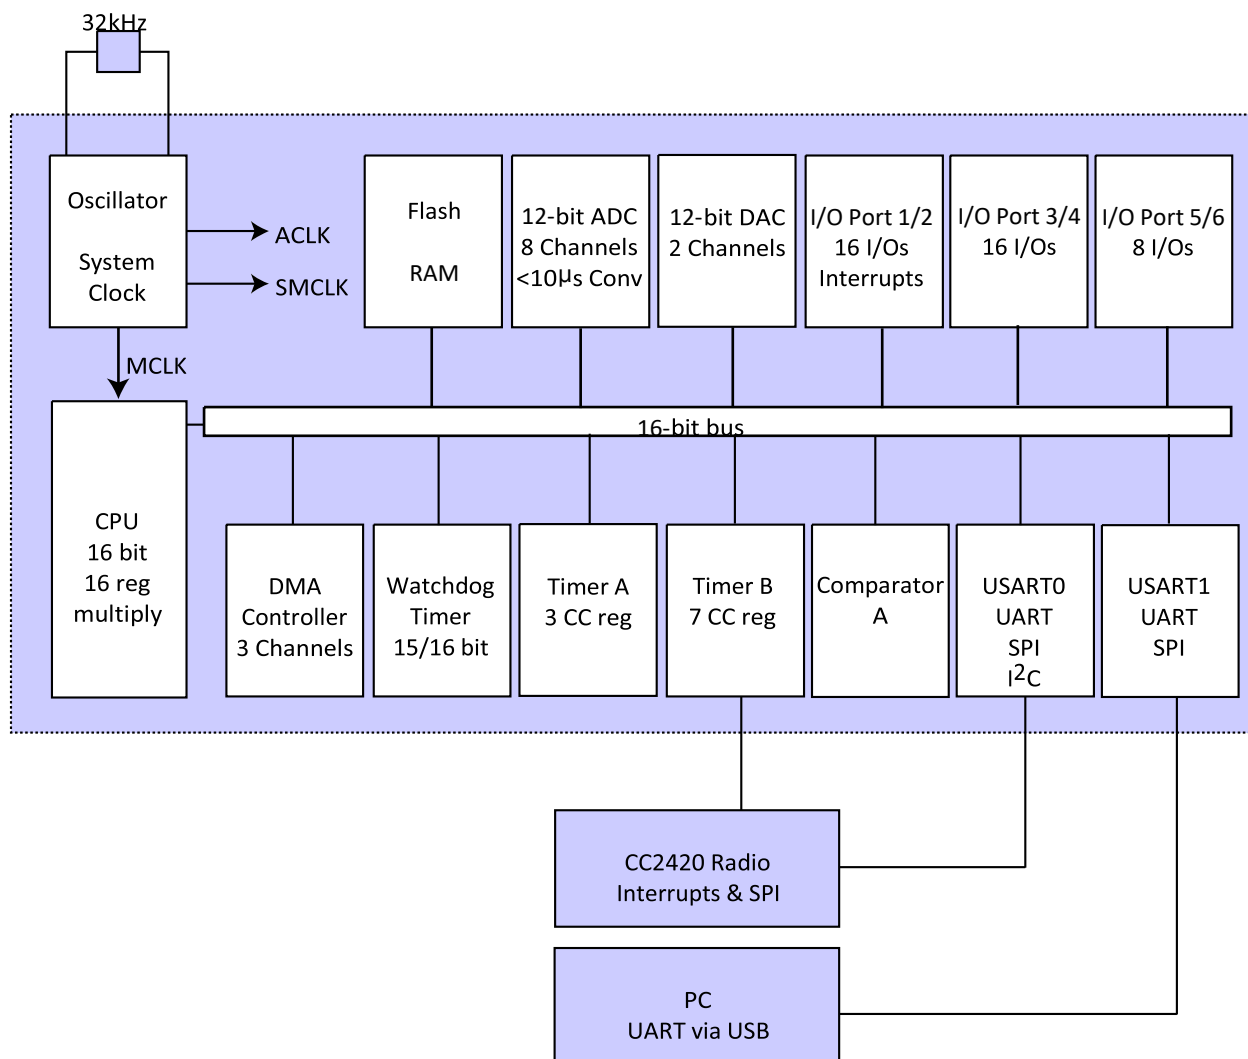 32kHz
Oscillator
System
Clock
ACLK
SMCLK
MCLK
Flash
RAM
12-bit ADC
8 Channels
<10µs Conv
12-bit DAC
2 Channels
I/O Port 1/2
16 I/Os
Interrupts
I/O Port 3/4
16 I/Os
I/O Port 5/6
8 I/Os
16-bit bus
CPU
16 bit
16 reg
multiply
DMA
Controller
3 Channels
Watchdog
Timer
15/16 bit
Timer A
3 CC reg
Timer B
7 CC reg
Comparator
A
USART0
UART
SPI
I²C
USART1
UART
SPI
CC2420 Radio
Interrupts & SPI
PC
UART via USB